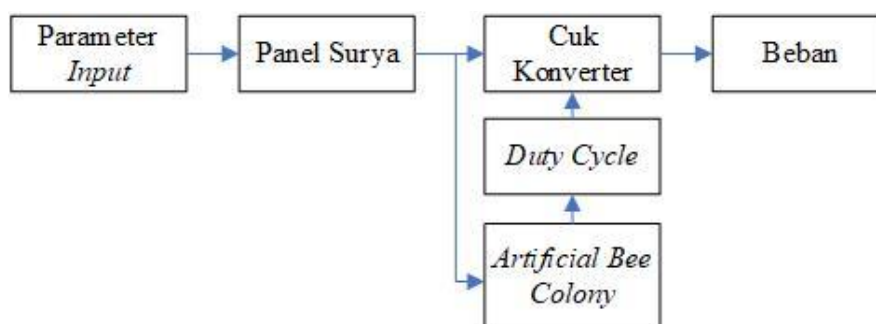 Parameter
Input
Panel Surya
Cuk
Konverter
Beban
Duty Cycle
Artificial Bee
Colony